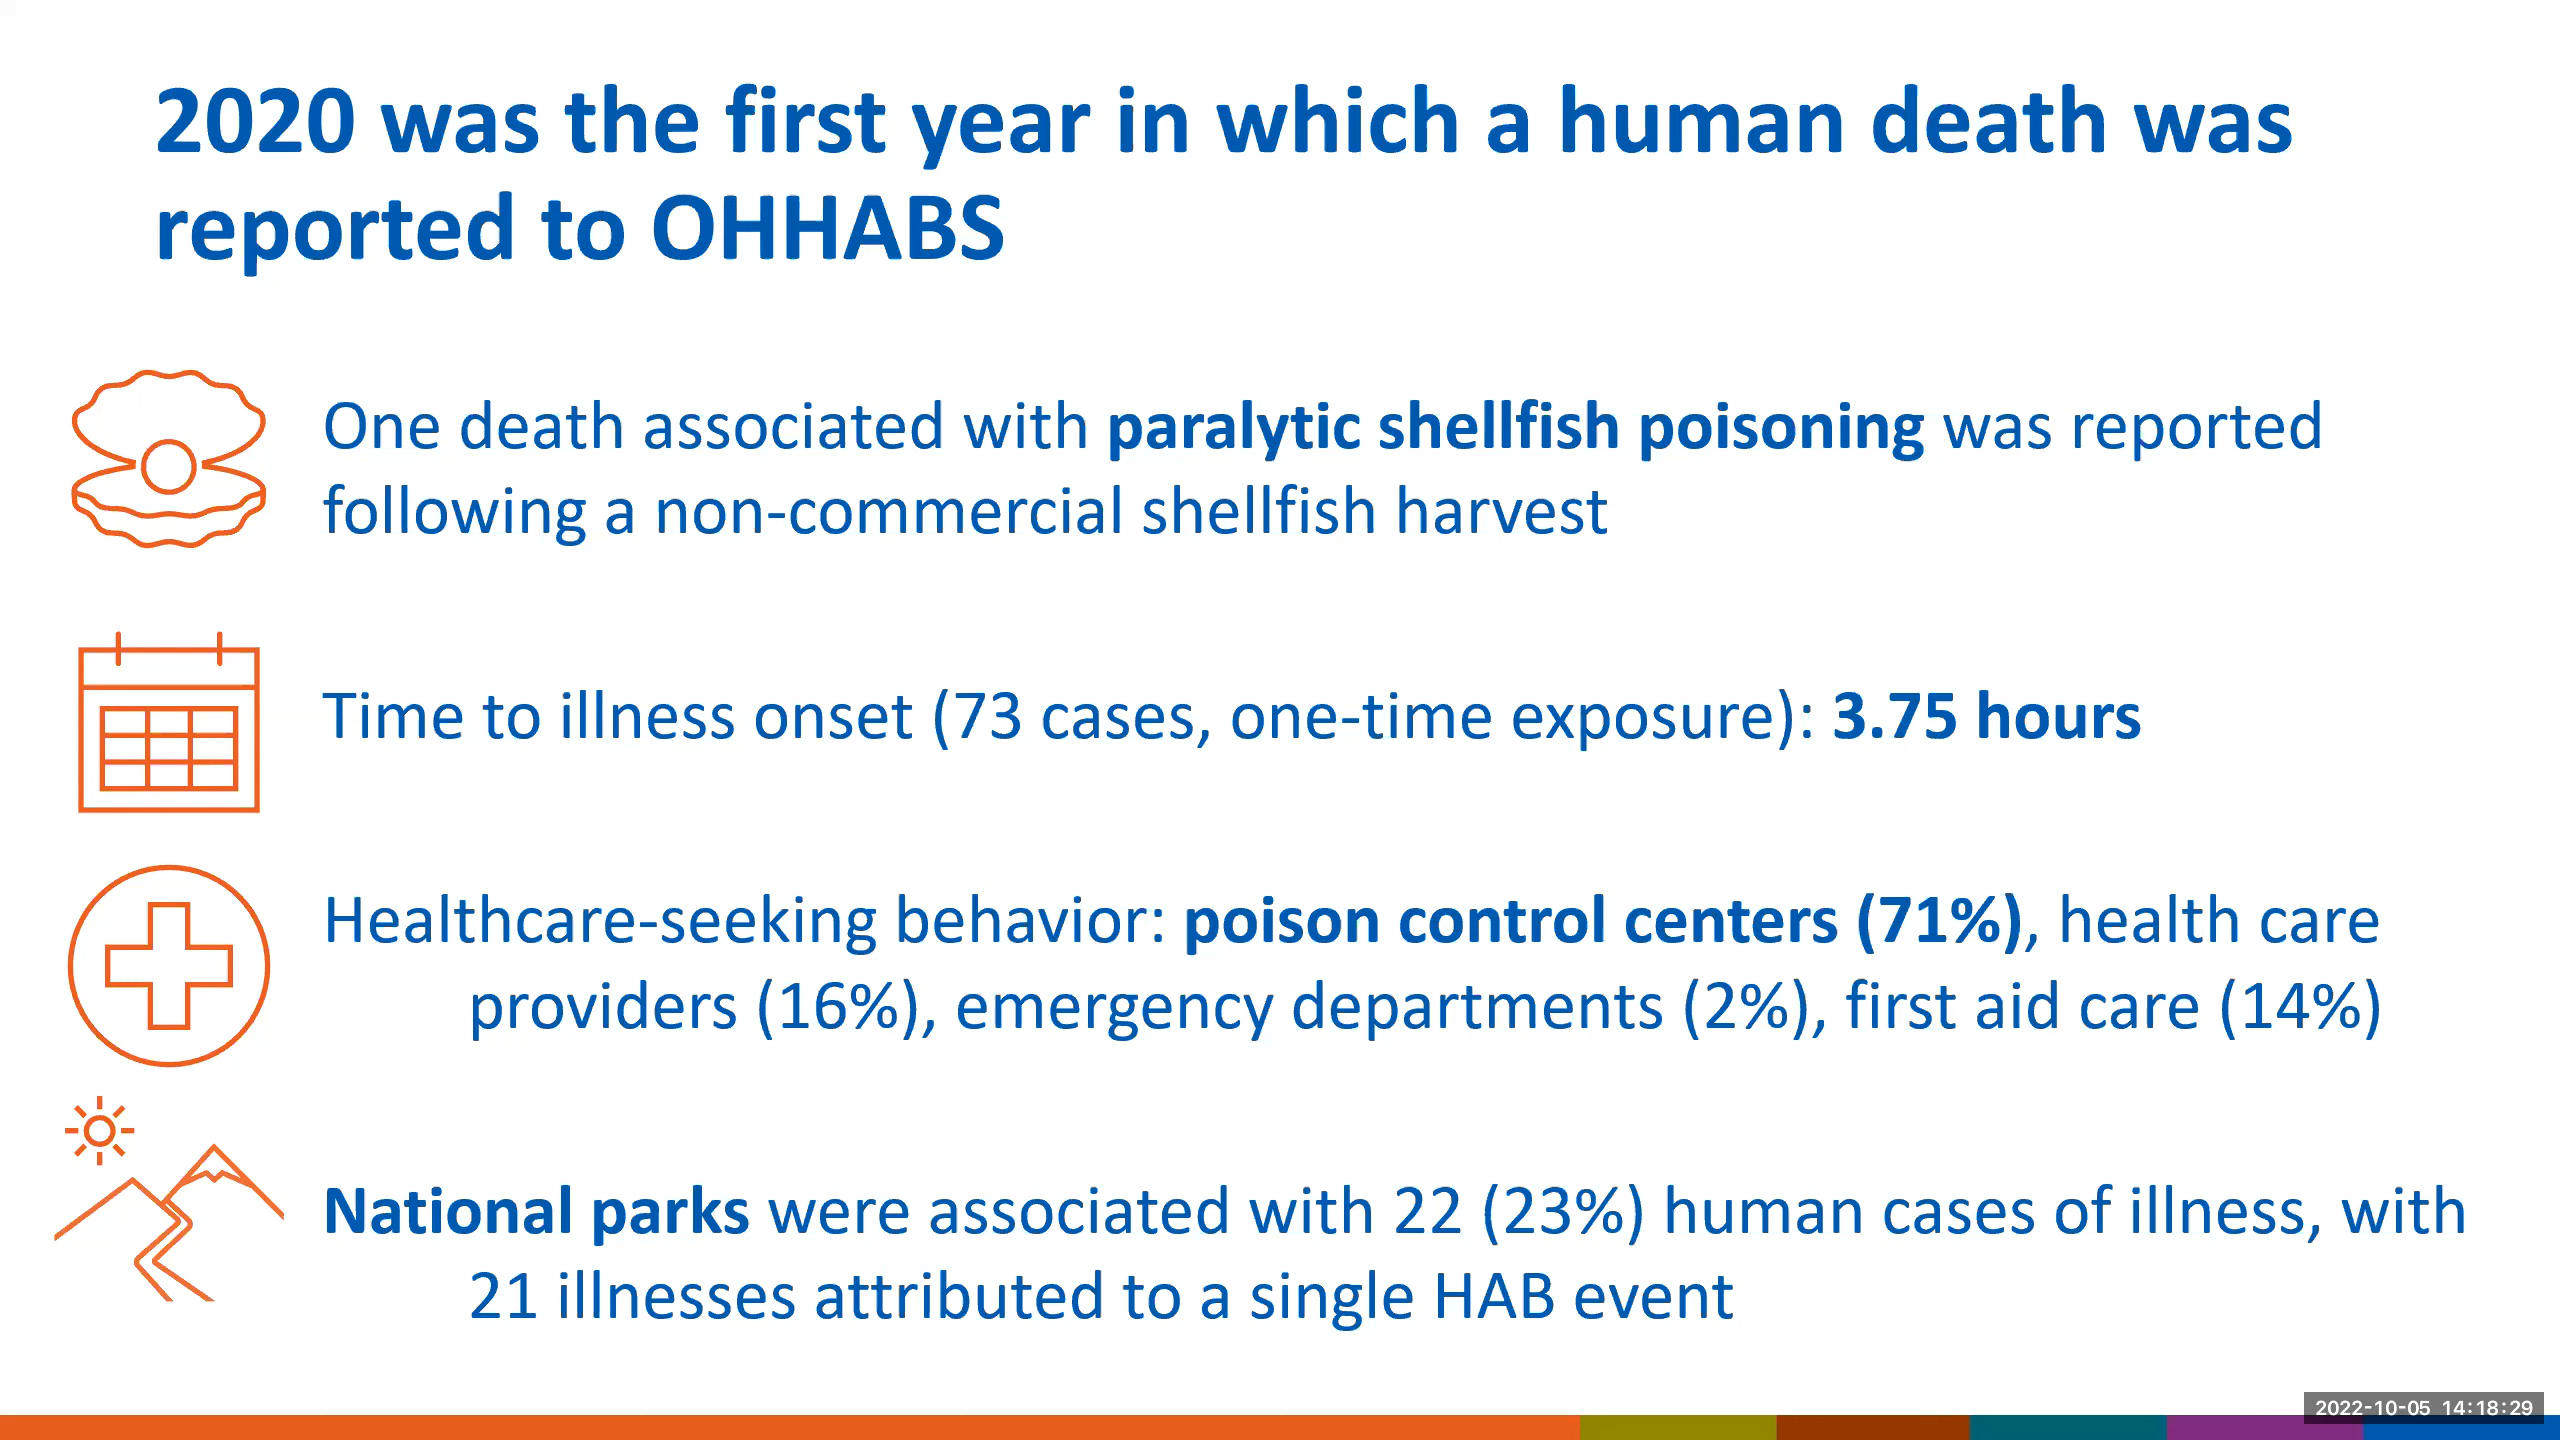 2020 was the first year in which a human death was
reported to OHHABS
One death associated with paralytic shellfish poisoning was reported
following a non-commercial shellfish harvest
Time to illness onset (73 cases, one-time exposure): 3.75 hours
Healthcare-seeking behavior: poison control centers (71%), health care
providers (16%), emergency departments (2%), first aid care (14%)
National parks were associated with 22 (23%) human cases of illness, with
21 illnesses attributed to a single HAB event
2022-10-05 14:18:29